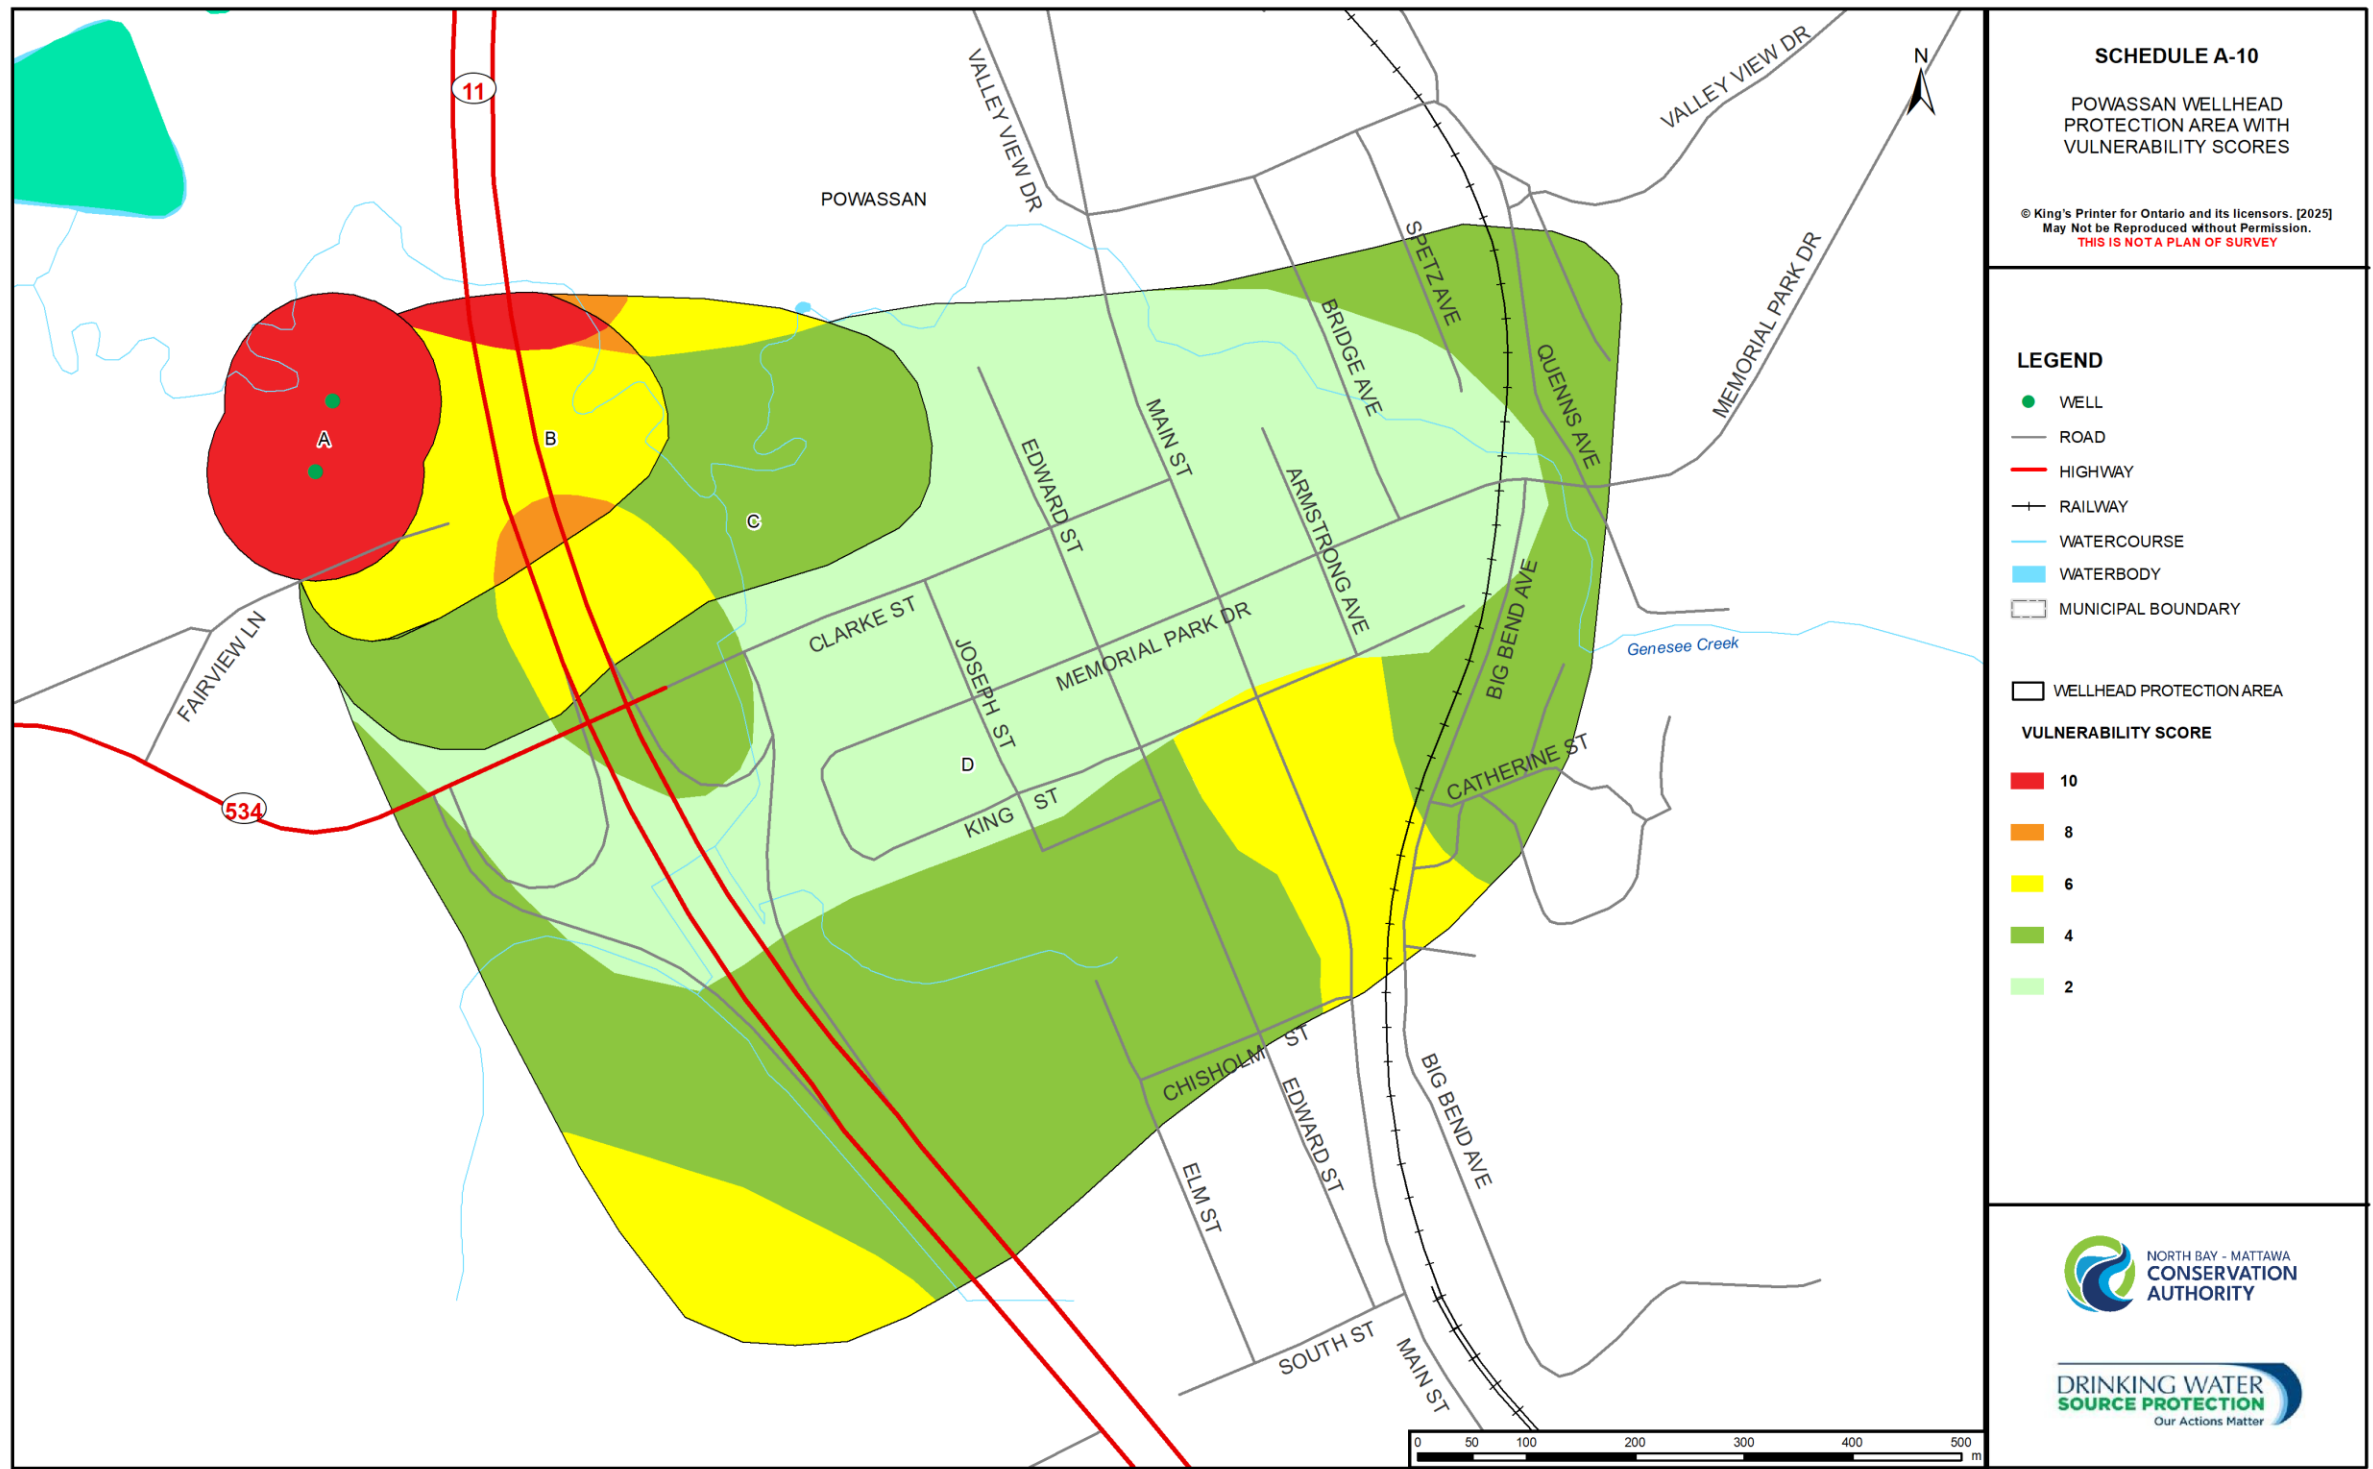 11
VALLEY VIEW DR
VALLEY VIEW DR
N
POWASSAN
SPETZ AVE
MEMORIAL PARK DR
BRIDGE AVE
QUENNS AVE
A
B
C
D
MAIN ST
EDWARD ST
ARMSTRONG AVE
CLARKE ST
JOSEPH ST
MEMORIAL PARK DR
BIG BEND AVE
FAIRVIEW LN
Genesee Creek
534
KING ST
CATHERINE ST
CHISHOLM ST
EDWARD ST
BIG BEND AVE
ELM ST
SOUTH ST
MAIN ST
0 50 100 200 300 400 500
m
SCHEDULE A-10
POWASSAN WELLHEAD
PROTECTION AREA WITH
VULNERABILITY SCORES
© King's Printer for Ontario and its licensors. [2025]
May Not be Reproduced without Permission.
THIS IS NOT A PLAN OF SURVEY
LEGEND
WELL
ROAD
HIGHWAY
RAILWAY
WATERCOURSE
WATERBODY
MUNICIPAL BOUNDARY
WELLHEAD PROTECTION AREA
VULNERABILITY SCORE
10
8
6
4
2
NORTH BAY - MATTAWA
CONSERVATION
AUTHORITY
DRINKING WATER
SOURCE PROTECTION
Our Actions Matter